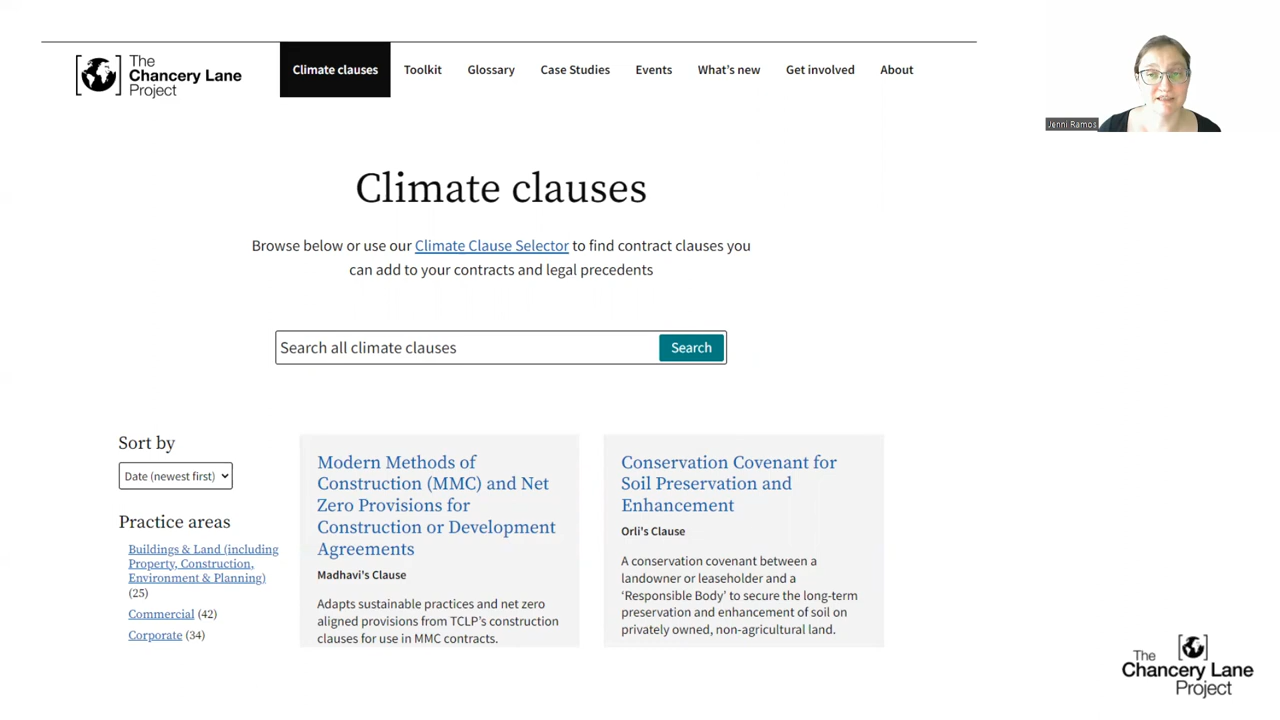 The
Chancery Lane
Project
Climate clauses
Toolkit
Glossary
Case Studies
Events
What's new
Get involved
About
Jenni Ramos
Climate clauses
Browse below or use our Climate Clause Selector to find contract clauses you
can add to your contracts and legal precedents
Search all climate clauses
Search
Sort by
Date (newest first)
Practice areas
Buildings & Land (including
Property, Construction,
Environment & Planning)
(25)
Commercial (42)
Corporate (34)
Modern Methods of
Construction (MMC) and Net
Zero Provisions for
Construction or Development
Agreements
Madhavi's Clause
Adapts sustainable practices and net zero
aligned provisions from TCLP's construction
clauses for use in MMC contracts.
Conservation Covenant for
Soil Preservation and
Enhancement
Orli's Clause
A conservation covenant between a
landowner or leaseholder and a
‘Responsible Body’ to secure the long-term
preservation and enhancement of soil on
privately owned, non-agricultural land.
The
Chancery Lane
Project